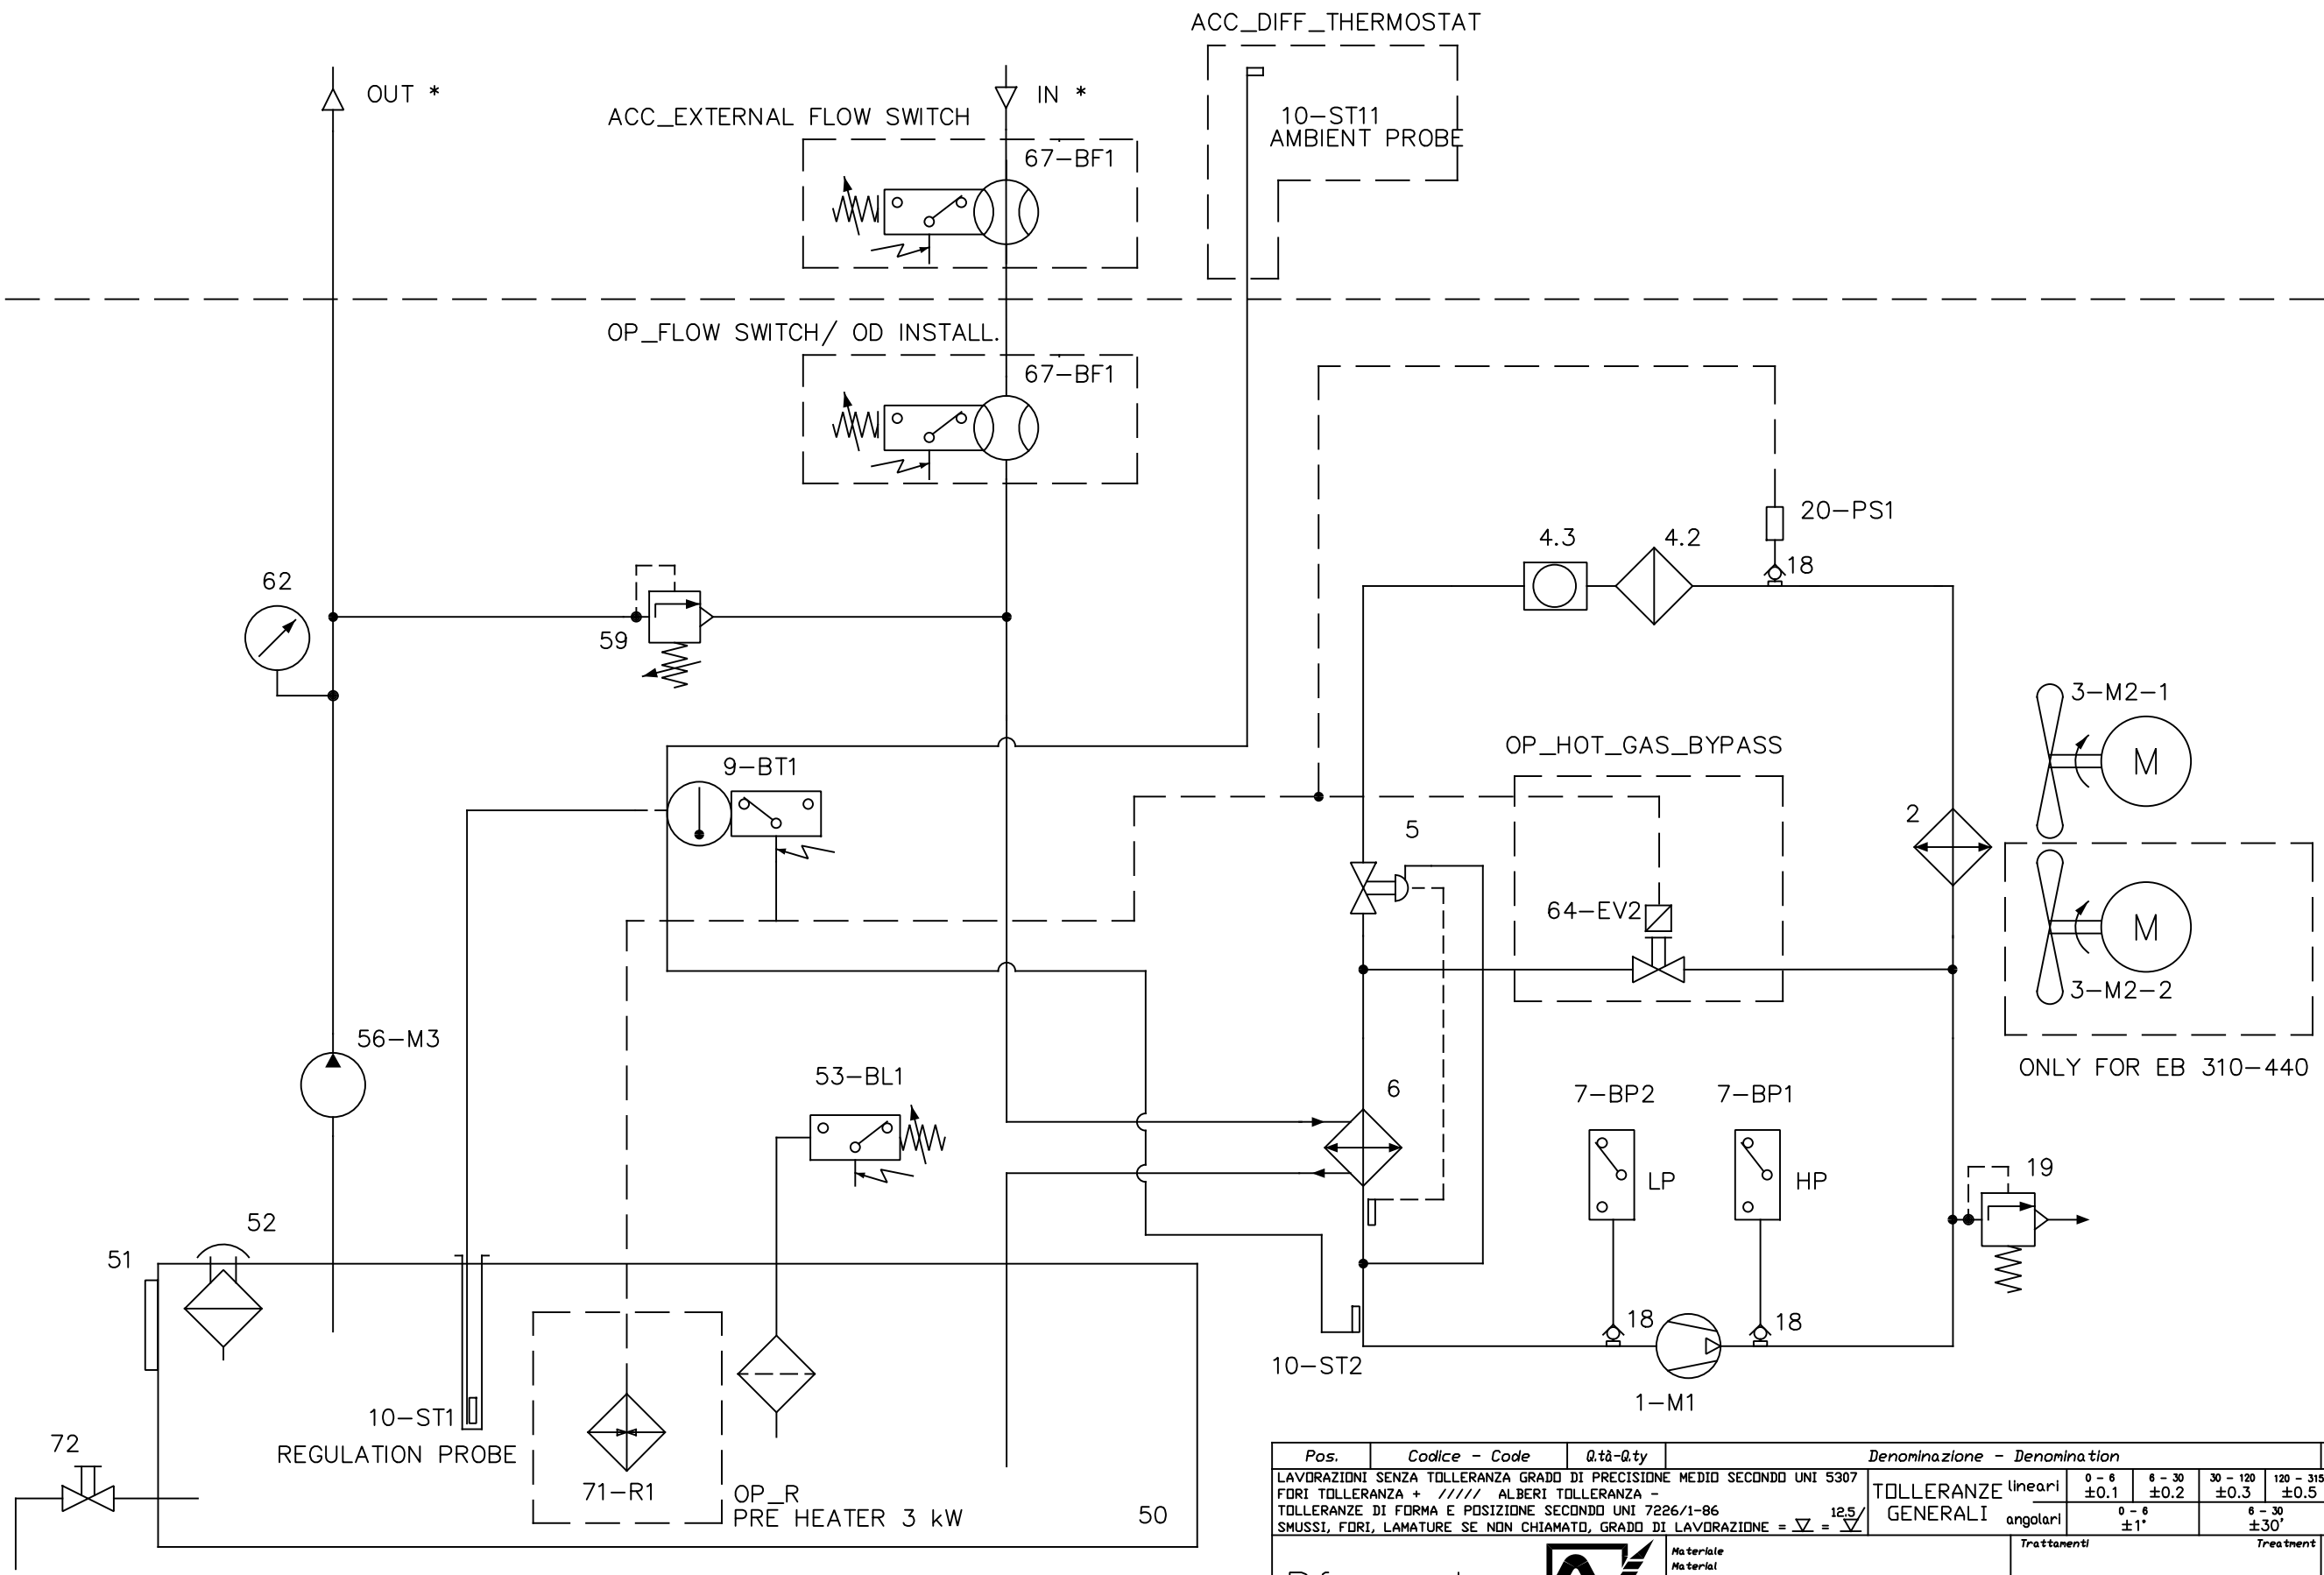 ACC_DIFF_THERMOSTAT
OUT *
IN *
ACC_EXTERNAL FLOW SWITCH
10-ST11
AMBIENT PROBE
67-BF1
OP_FLOW SWITCH/ OD INSTALL.
67-BF1
20-PS1
4.3
4.2
18
62
59
3-M2-1
OP_HOT_GAS_BYPASS
9-BT1
2
5
64-EV2
M
M
3-M2-2
56-M3
ONLY FOR EB 310-440
53-BL1
6
7-BP2
7-BP1
LP
HP
19
52
51
18
18
10-ST2
1-M1
10-ST1
REGULATION PROBE
72
71-R1
OP_R
PRE HEATER 3 kW
50
Pos.
Codice - Code
Q.tà-Q.ty
Denominazione - Denomination
LAVORAZIONI SENZA TOLLERANZA GRADO DI PRECISIONE MEDIO SECONDO UNI 5307
FORI TOLLERANZA + ///// ALBERI TOLLERANZA -
TOLLERANZE DI FORMA E POSIZIONE SECONDO UNI 7226/1-86
SMUSSI, FORI, LAMATURE SE NON CHIAMATO, GRADO DI LAVORAZIONE = =
12.5/
TOLLERANZE
GENERALI
lineari
0 - 6
±0.1
6 - 30
±0.2
30 - 120
±0.3
120 - 315
±0.5
angolari
0 - 6
±1°
6 - 30
±30'
Materiale
Material
Trattamenti
Treatment